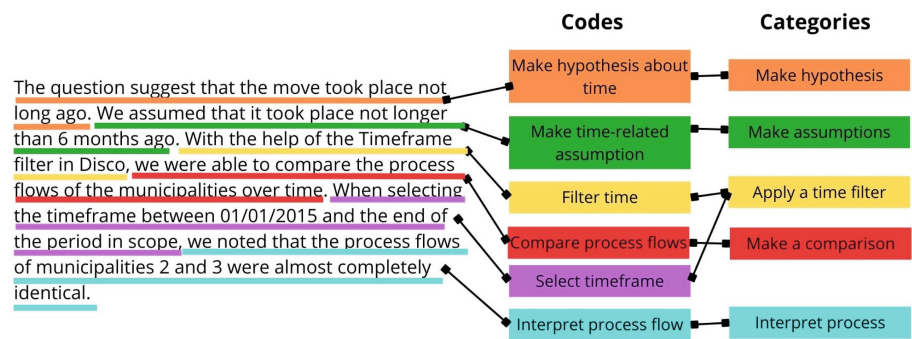 Codes
Categories
The question suggest that the move took place not
long ago. We assumed that it took place not longer
than 6 months ago. With the help of the Timeframe
filter in Disco, we were able to compare the process
flows of the municipalities over time. When selecting
the timeframe between 01/01/2015 and the end of
the period in scope, we noted that the process flows
of municipalities 2 and 3 were almost completely
identical.
Make hypothesis about
time
Make time-related
assumption
Filter time
Compare process flows
Select timeframe
Interpret process flow
Make hypothesis
Make assumptions
Apply a time filter
Make a comparison
Interpret process